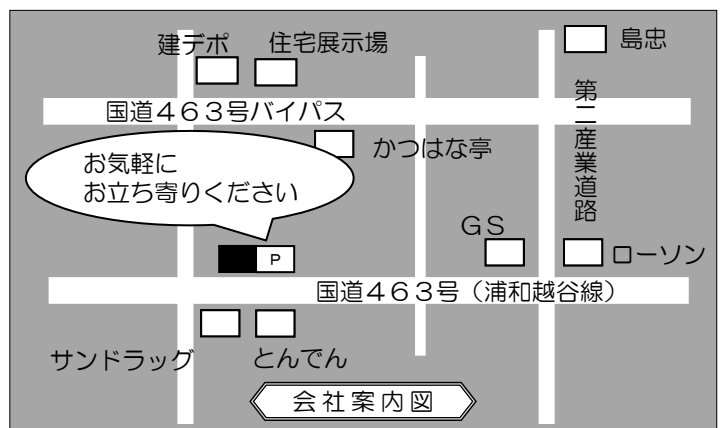 建デポ
住宅展示場
島忠
国道４６３号バイパス
第二産業道路
かつはな亭
お気軽に
お立ち寄りください
ＧＳ
P
ローソン
国道４６３号（浦和越谷線）
サンドラッグ
とんでん
会社案内図